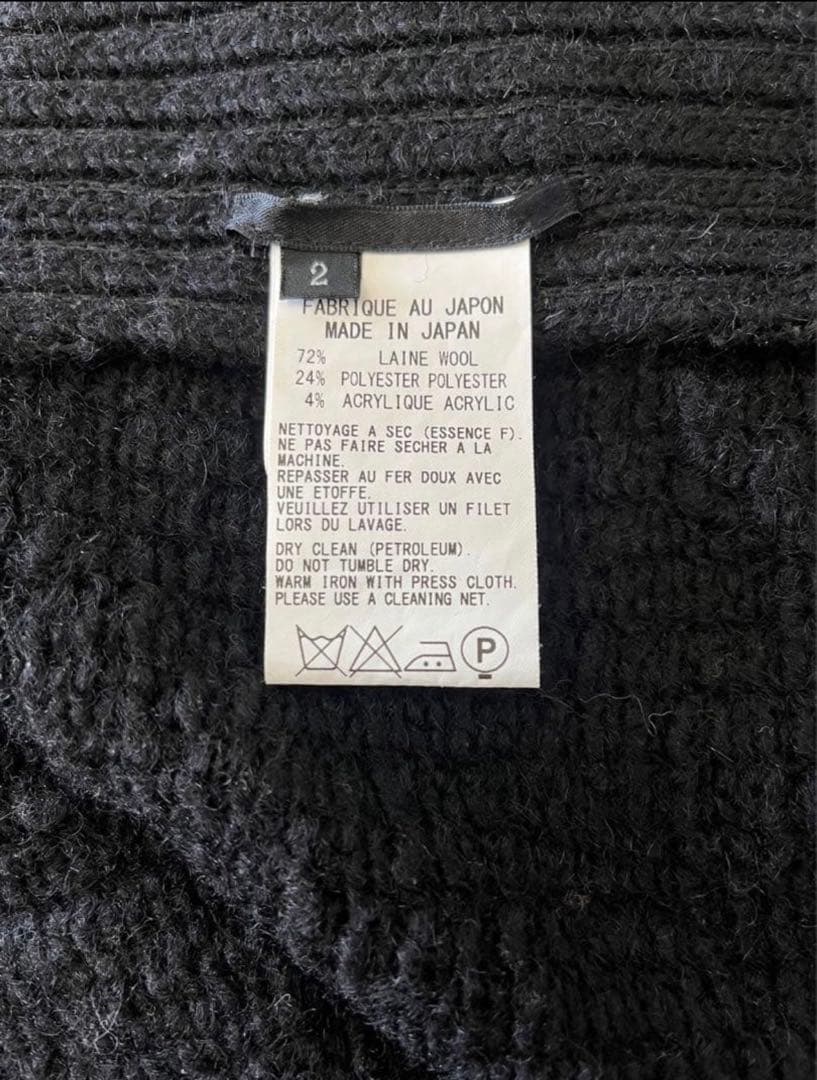 2
FABRIQUE AU JAPON
MADE IN JAPAN
72% LAINE WOOL
24% POLYESTER POLYESTER
4% ACRYLIQUE ACRYLIC
NETTOYAGE A SEC (ESSENCE F).
NE PAS FAIRE SECHER A LA
MACHINE.
REPASSER AU FER DOUX AVEC
UNE ETOFFE.
VEUILLEZ UTILISER UN FILET
LORS DU LAVAGE.
DRY CLEAN (PETROLEUM).
DO NOT TUMBLE DRY.
WARM IRON WITH PRESS CLOTH.
PLEASE USE A CLEANING NET.
P